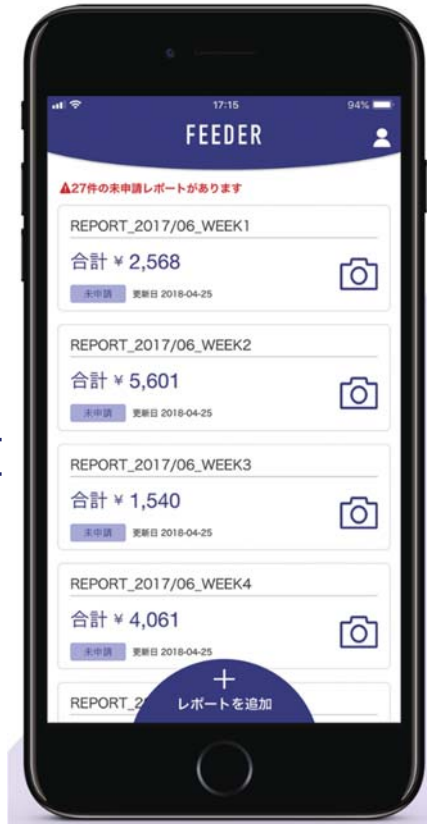 17:15
94%
FEEDER
27件の未申請レポートがあります
REPORT_2017/06_WEEK1
合計 ¥ 2,568
未申請 更新日 2018-04-25
REPORT_2017/06_WEEK2
合計 ¥ 5,601
未申請 更新日 2018-04-25
REPORT_2017/06_WEEK3
合計 ¥ 1,540
未申請 更新日 2018-04-25
REPORT_2017/06_WEEK4
合計 ¥ 4,061
未申請 更新日 2018-04-25
REPORT_2
レポートを追加